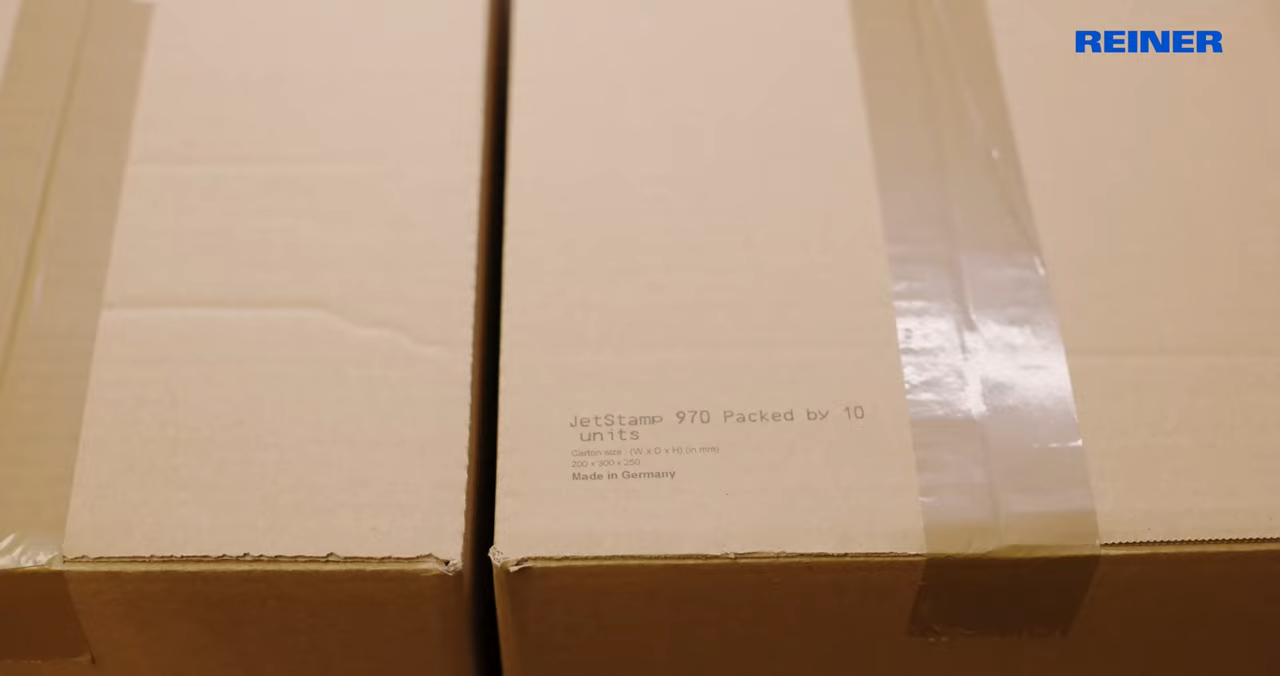 REINER
JetStamp 970 Packed by 10
units
Carton size : (W x D x H) (in mm)
200 x 300 x 250
Made in Germany